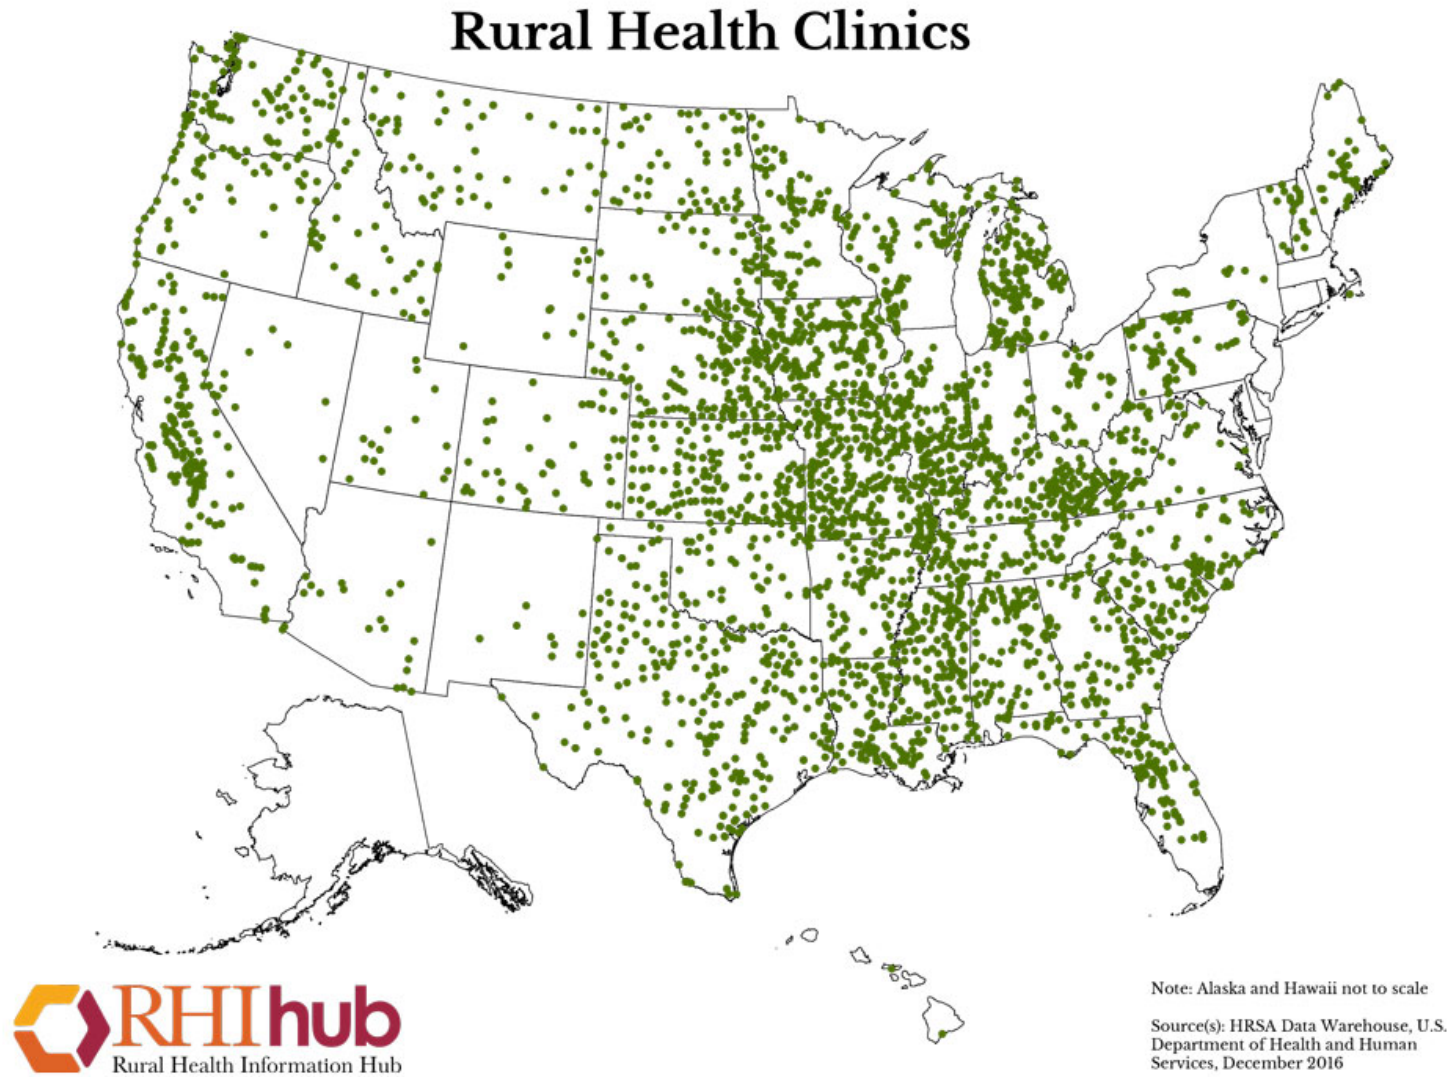 Rural Health Clinics
RHIhub
Rural Health Information Hub
Note: Alaska and Hawaii not to scale
Source(s): HRSA Data Warehouse, U.S.
Department of Health and Human
Services, December 2016